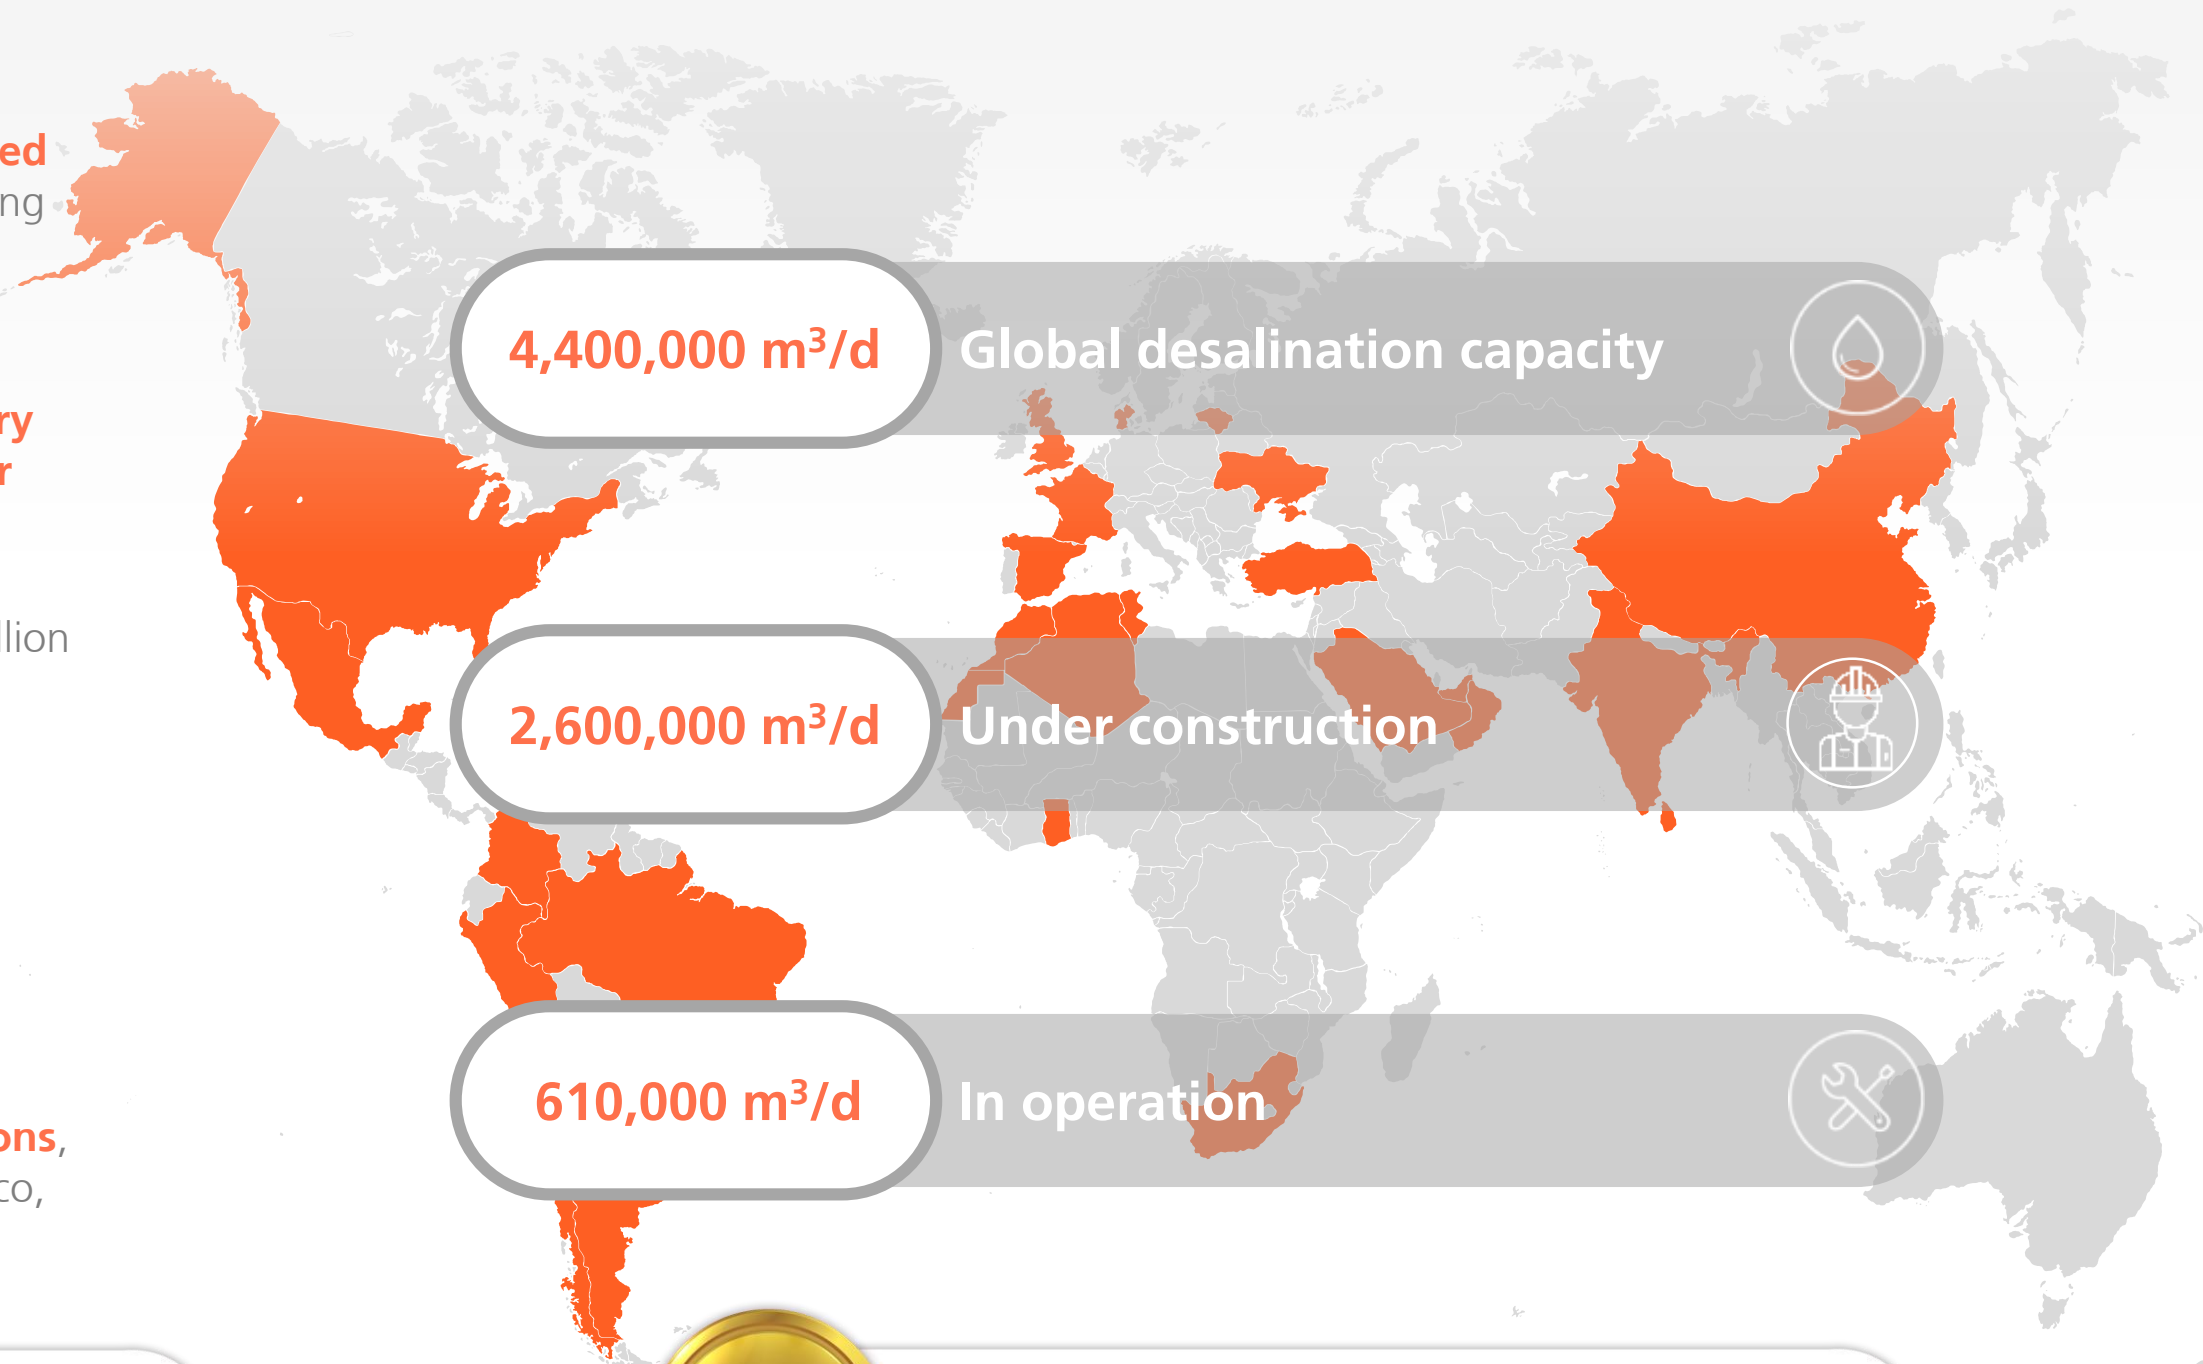 ed
ng
ry
r
llion
ons,
co,
4,400,000 m³/d Global desalination capacity
2,600,000 m³/d Under construction
610,000 m³/d In operation